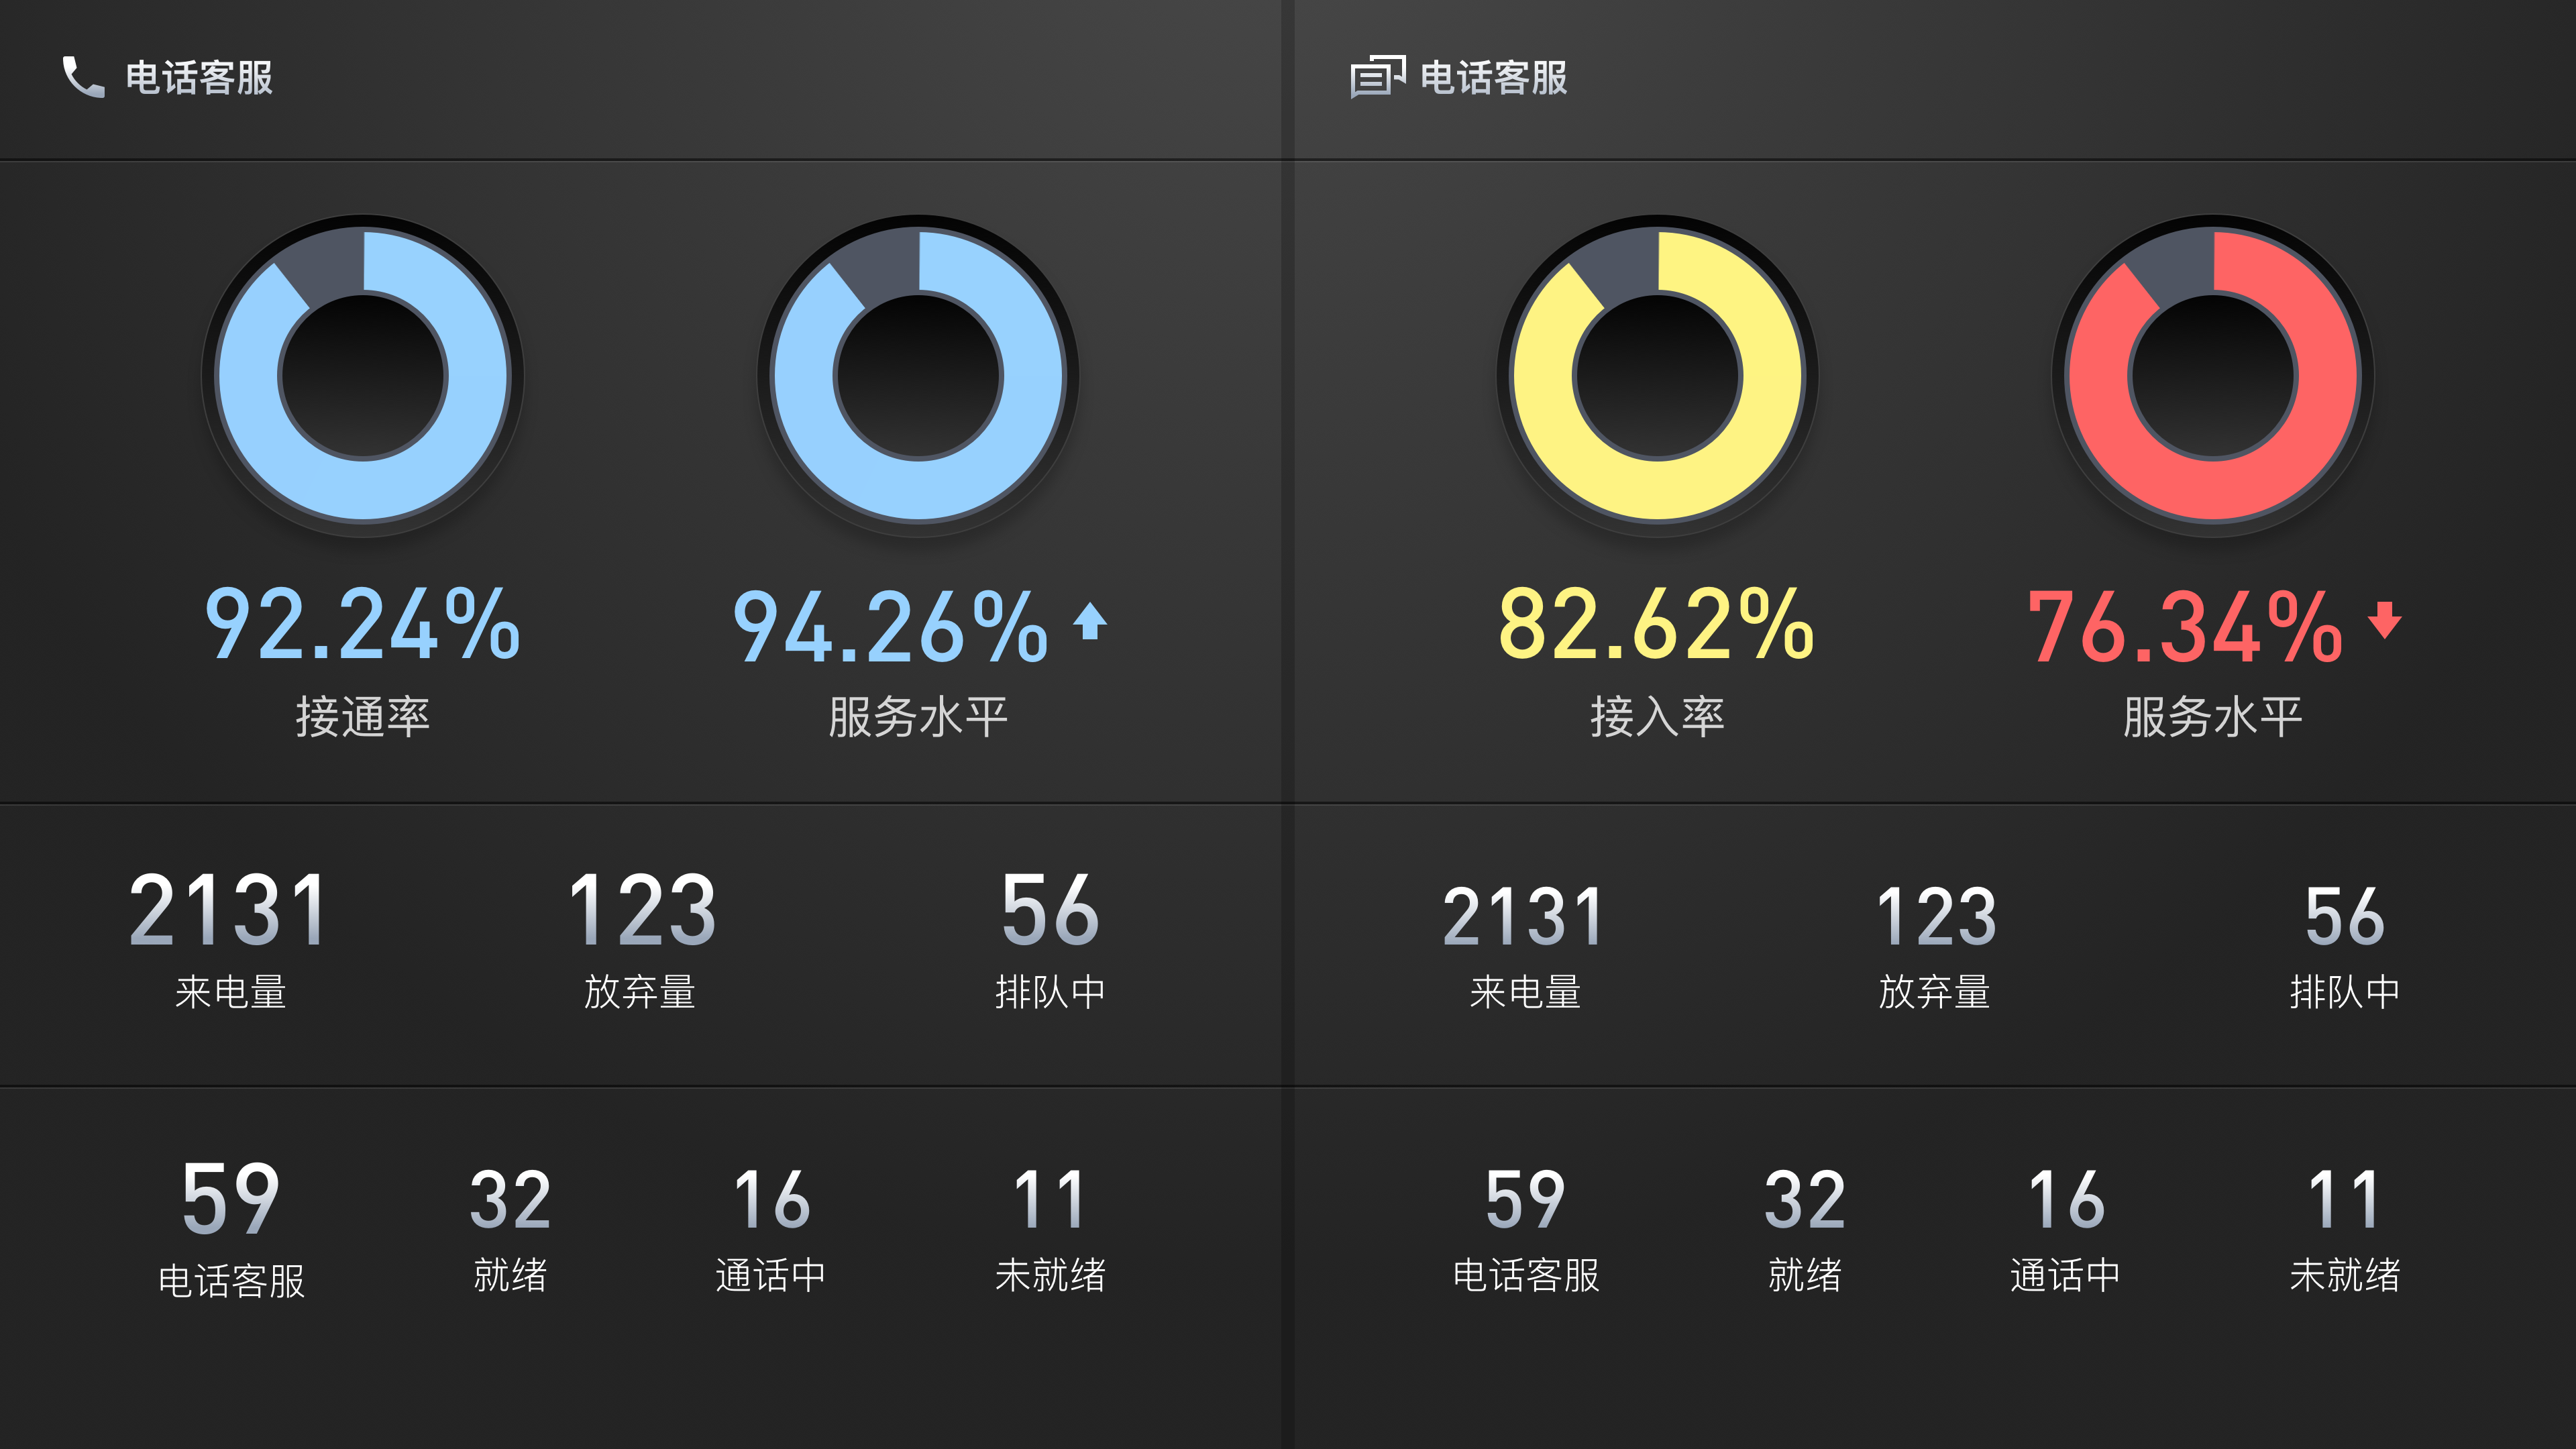 电话客服
92.24%
接通率
94.26%
服务水平
2131
来电量
123
放弃量
56
排队中
59
电话客服
32
就绪
16
通话中
11
未就绪
电话客服
82.62%
接入率
76.34%
服务水平
2131
来电量
123
放弃量
56
排队中
59
电话客服
32
就绪
16
通话中
11
未就绪